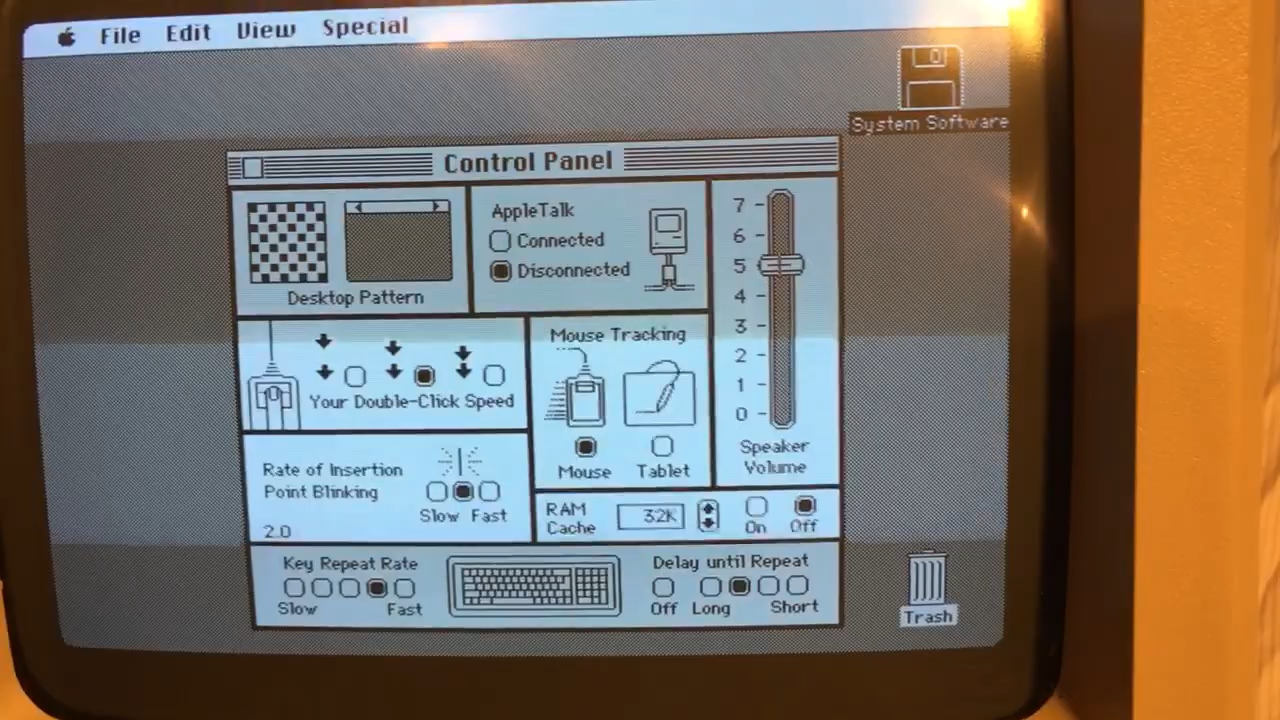 File Edit View Special
System Software
Control Panel
Desktop Pattern
AppleTalk
Connected
Disconnected
7
6
5
4
3
2
1
0
Speaker
Volume
Your Double-Click Speed
Mouse Tracking
Mouse Tablet
Rate of Insertion
Point Blinking
Slow Fast
2.0
RAM
Cache
32K
On Off
Key Repeat Rate
Slow Fast
Delay until Repeat
Off Long Short
Trash